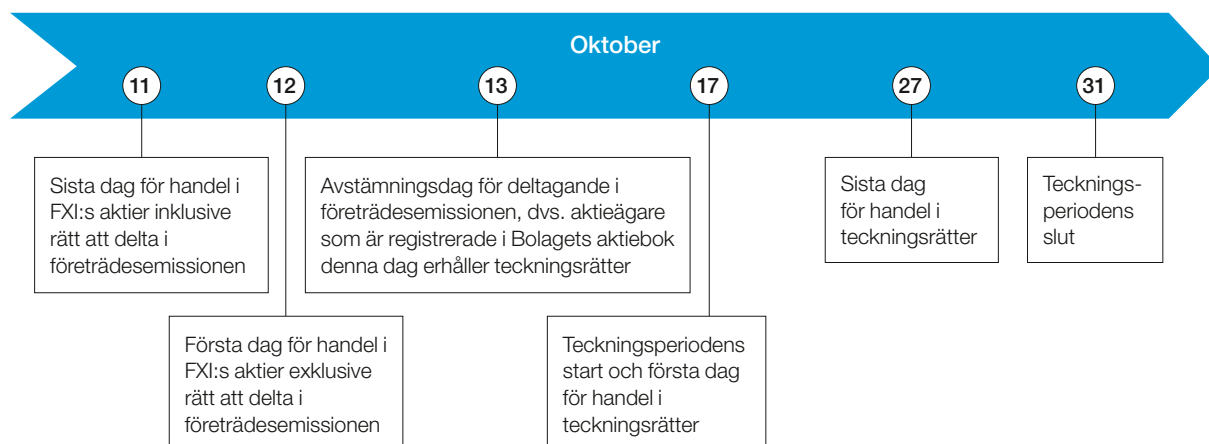 Oktober
11
12
13
17
27
31
Sista dag för handel i
FXI:s aktier inklusive
rätt att delta i
företrädesemissionen
Första dag för handel i
FXI:s aktier exklusive
rätt att delta i
företrädesemissionen
Avstämningsdag för deltagande i
företrädesemissionen, dvs. aktieägare
som är registrerade i Bolagets aktiebok
denna dag erhåller teckningsrätter
Teckningsperiodens
start och första dag
för handel i
teckningsrätter
Sista dag
för handel i
teckningsrätter
Tecknings-
periodens
slut